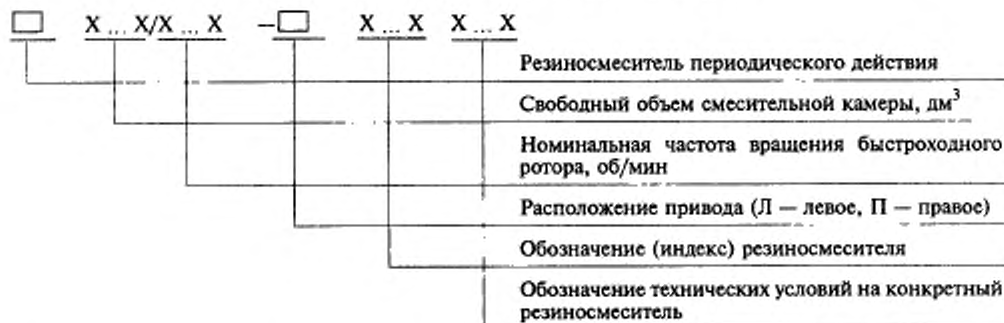 □ X ... X/X ... X —□ X ... X X ... X
Резиносмеситель периодического действия
Свободный объем смесительной камеры, дм³
Номинальная частота вращения быстроходного
ротора, об/мин
Расположение привода (Л — левое, П — правое)
Обозначение (индекс) резиносмесителя
Обозначение технических условий на конкретный
резиносмеситель